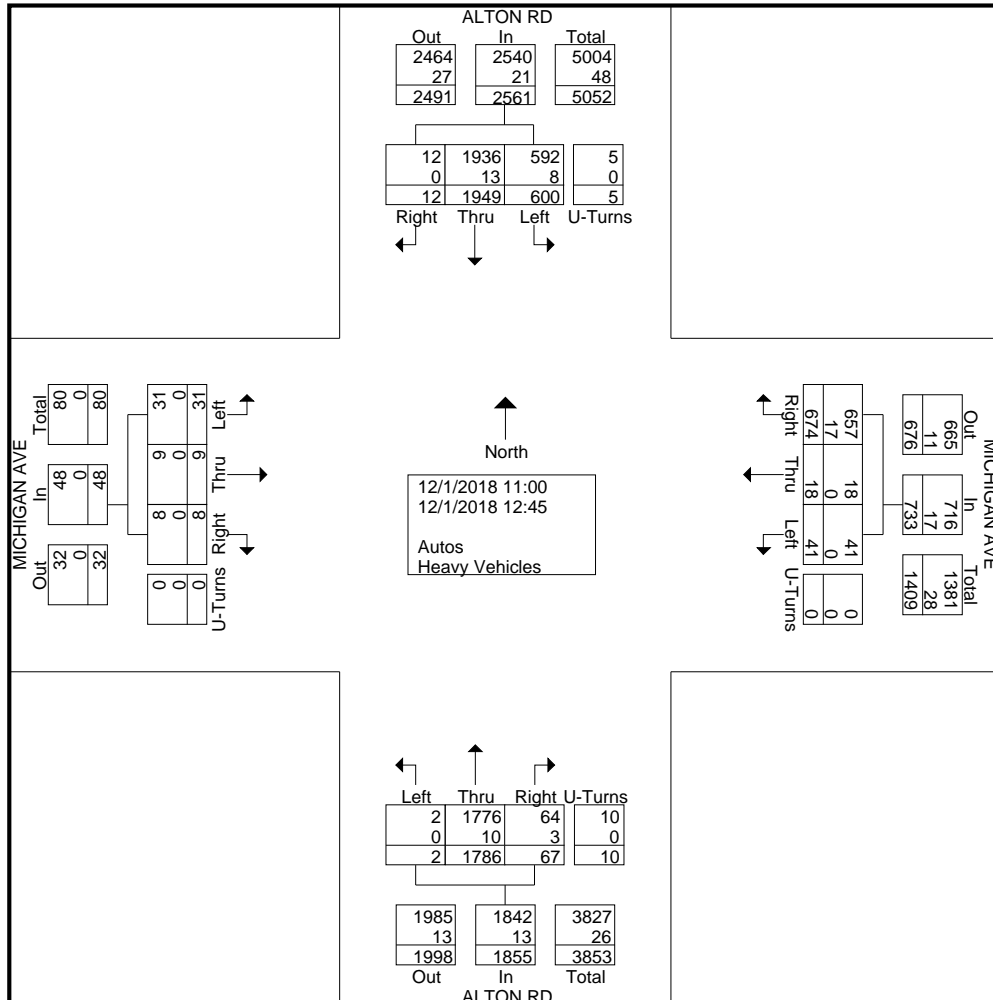 ALTON RD
Out In Total
2464 2540 5004
27 21 48
2491 2561 5052
12 1936 592 5
0 13 8 0
12 1949 600 5
Right Thru Left U-Turns
MICHIGAN AVE
Total In Out
80 48 32
0 0 0
80 48 32
31 9 8 0
0 0 0 0
31 9 8 0
Left Thru Right U-Turns
North
12/1/2018 11:00
12/1/2018 12:45
Autos
Heavy Vehicles
MICHIGAN AVE
Out In Total
665 716 1381
11 17 28
676 733 1409
657 18 41 0
17 0 0 0
674 18 41 0
Right Thru Left U-Turns
Left Thru Right U-Turns
2 1776 64 10
0 10 3 0
2 1786 67 10
1985 1842 3827
13 13 26
1998 1855 3853
Out In Total
ALTON RD